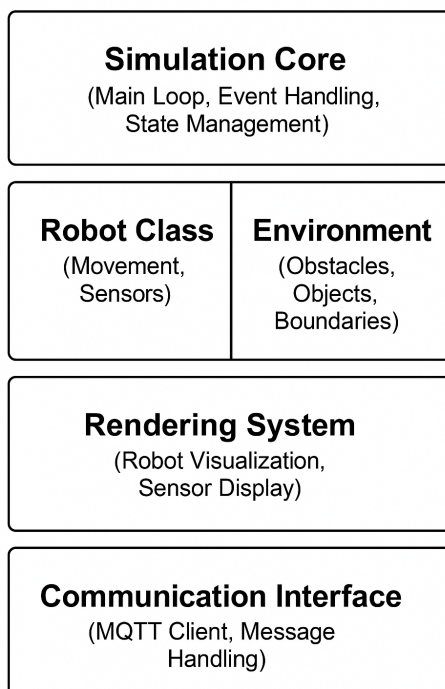 Simulation Core
(Main Loop, Event Handling,
State Management)
Robot Class
(Movement,
Sensors)
Environment
(Obstacles,
Objects,
Boundaries)
Rendering System
(Robot Visualization,
Sensor Display)
Communication Interface
(MQTT Client, Message
Handling)